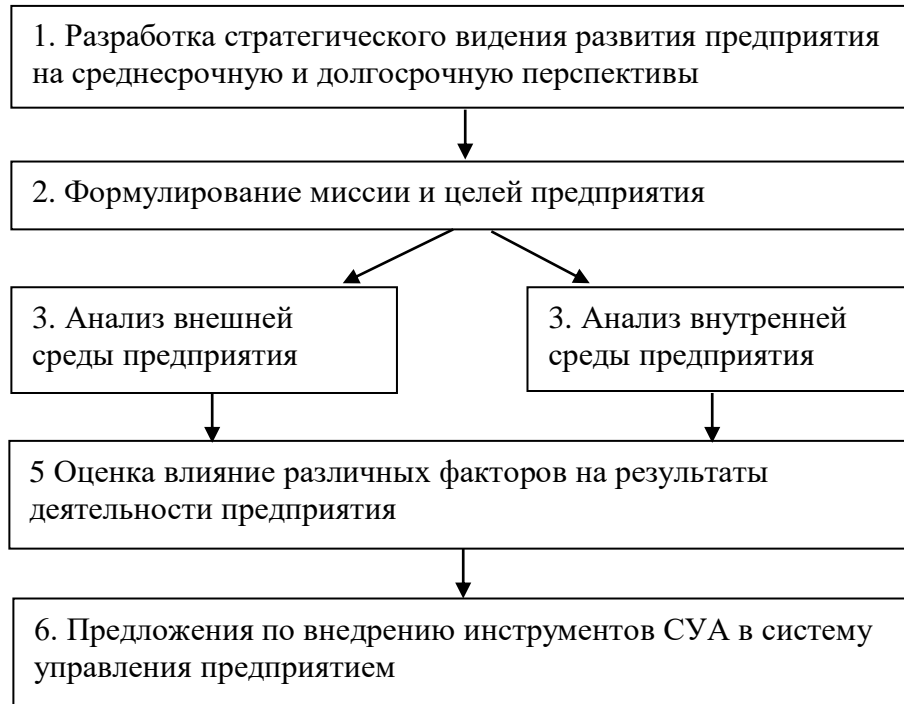 1. Разработка стратегического видения развития предприятия
на среднесрочную и долгосрочную перспективы
2. Формулирование миссии и целей предприятия
3. Анализ внешней
среды предприятия
3. Анализ внутренней
среды предприятия
5 Оценка влияние различных факторов на результаты
деятельности предприятия
6. Предложения по внедрению инструментов СУА в систему
управления предприятием